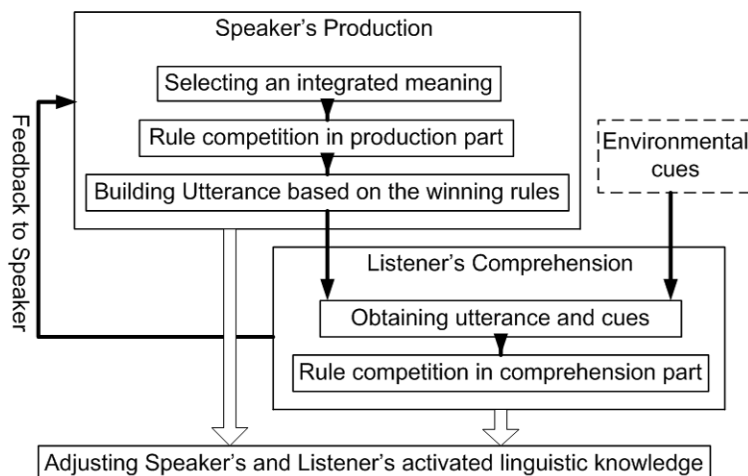 Speaker's Production
Selecting an integrated meaning
Rule competition in production part
Building Utterance based on the winning rules
Environmental
cues
Feedback to Speaker
Listener's Comprehension
Obtaining utterance and cues
Rule competition in comprehension part
Adjusting Speaker's and Listener's activated linguistic knowledge